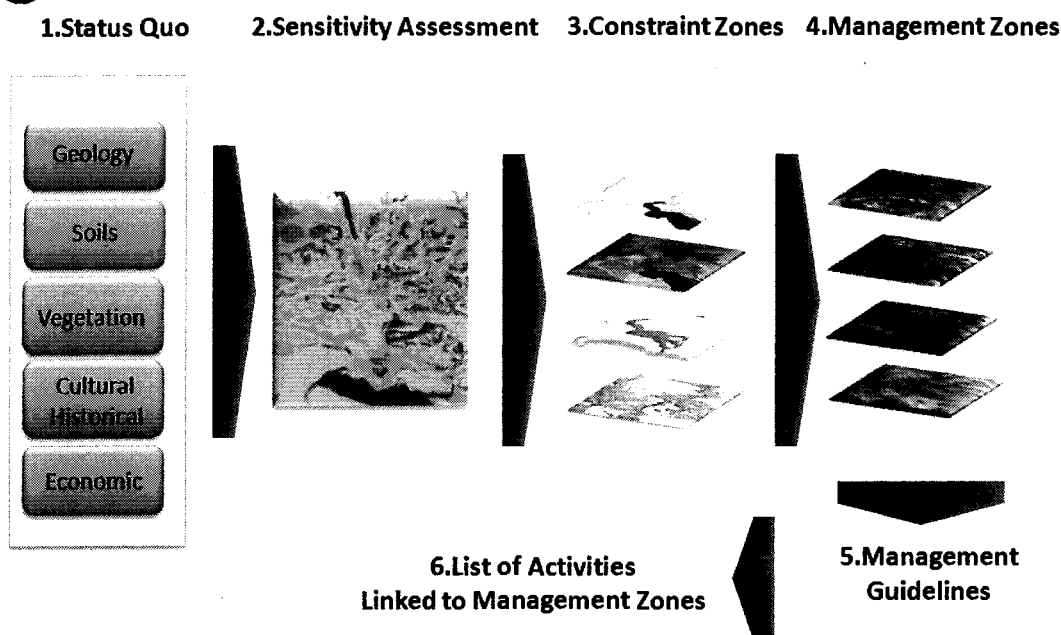 1.Status Quo
2.Sensitivity Assessment
3.Constraint Zones
4.Management Zones
Geology
Soils
Vegetation
Cultural
Historical
Economic
5.Management
Guidelines
6.List of Activities
Linked to Management Zones